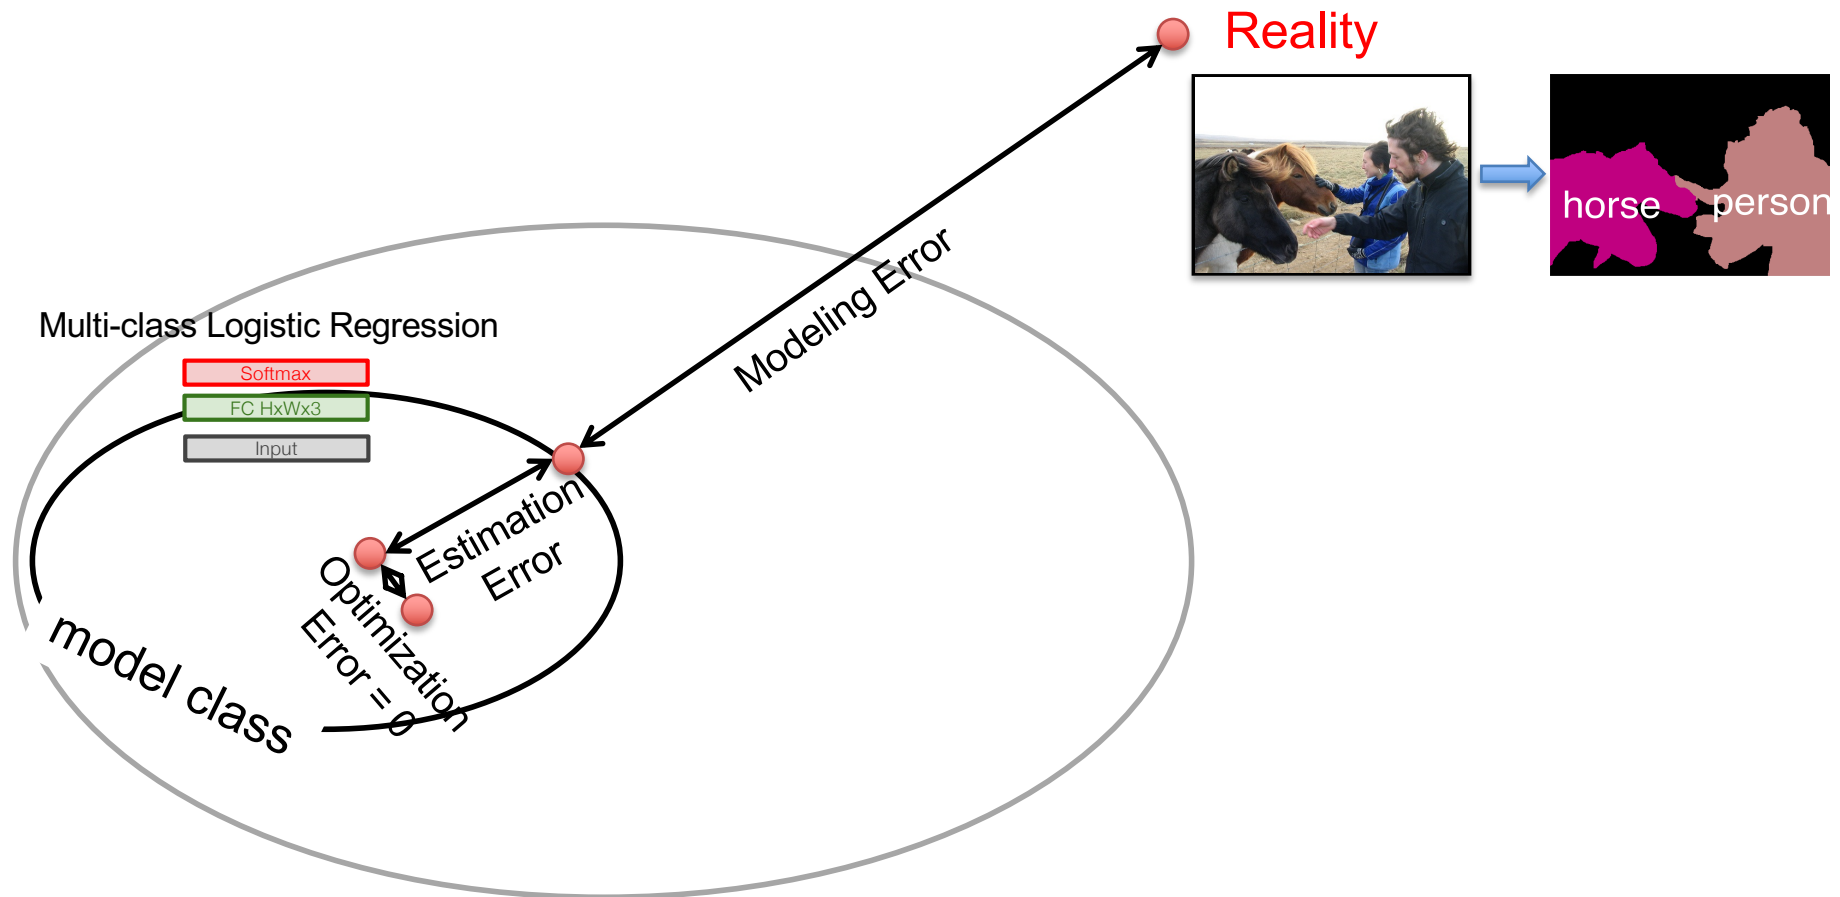 Reality
horse
person
Modeling Error
Multi-class Logistic Regression
Softmax
FC HxWx3
Input
Estimation
Error
Optimization
Error = 0
model class